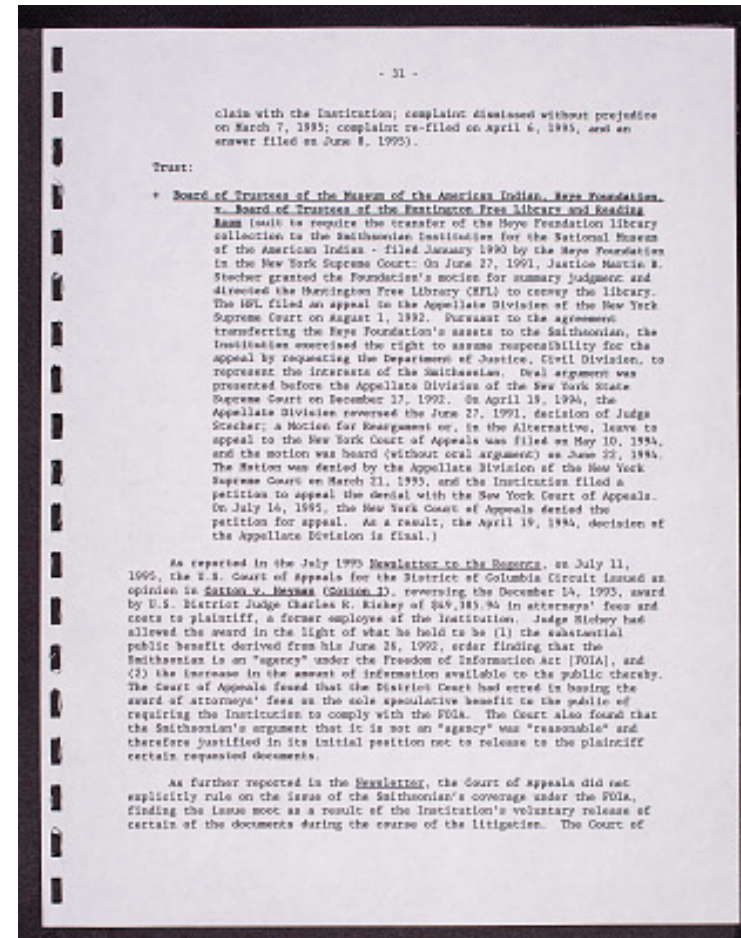 - 31 -
claim with the Institution; complaint dismissed without prejudice
on March 7, 1995; complaint re-filed on April 6, 1995, and an
answer filed on June 8, 1995).
Trust:
+ Board of Trustees of the Museum of the American Indian, Heye Foundation,
v. Board of Trustees of the Huntington Free Library and Reading
Room (suit to require the transfer of the Heye Foundation library
collection to the Smithsonian Institution for the National Museum
of the American Indian - filed January 1990 by the Heye Foundation
in the New York Supreme Court: On June 27, 1991, Justice Martin B.
Stecher granted the Foundation's motion for summary judgment and
directed the Huntington Free Library (HFL) to convey the library.
The HFL filed an appeal to the Appellate Division of the New York
Supreme Court on August 1, 1992. Pursuant to the agreement
transferring the Heye Foundation's assets to the Smithsonian, the
Institution exercised the right to assume responsibility for the
appeal by requesting the Department of Justice, Civil Division, to
represent the interests of the Smithsonian. Oral argument was
presented before the Appellate Division of the New York State
Supreme Court on December 17, 1992. On April 19, 1994, the
Appellate Division reversed the June 27, 1991, decision of Judge
Stecher; a Motion for Reargument or, in the Alternative, leave to
appeal to the New York Court of Appeals was filed on May 10, 1994,
and the motion was heard (without oral argument) on June 22, 1994.
The Motion was denied by the Appellate Division of the New York
Supreme Court on March 21, 1995, and the Institution filed a
petition to appeal the denial with the New York Court of Appeals.
On July 14, 1995, the New York Court of Appeals denied the
petition for appeal. As a result, the April 19, 1994, decision of
the Appellate Division is final.)
As reported in the July 1995 Newsletter to the Regents, on July 11,
1995, the U.S. Court of Appeals for the District of Columbia Circuit issued an
opinion in Cotton v. Heyman (Cotton I), reversing the December 14, 1993, award
by U.S. District Judge Charles R. Richey of $49,385.94 in attorneys' fees and
costs to plaintiff, a former employee of the Institution. Judge Richey had
allowed the award in the light of what he held to be (1) the substantial
public benefit derived from his June 26, 1992, order finding that the
Smithsonian is an "agency" under the Freedom of Information Act [FOIA], and
(2) the increase in the amount of information available to the public thereby.
The Court of Appeals found that the District Court had erred in basing the
award of attorneys' fees on the sole speculative benefit to the public of
requiring the Institution to comply with the FOIA. The Court also found that
the Smithsonian's argument that it is not an "agency" was "reasonable" and
therefore justified in its initial position not to release to the plaintiff
certain requested documents.
As further reported in the Newsletter, the Court of Appeals did not
explicitly rule on the issue of the Smithsonian's coverage under the FOIA,
finding the issue moot as a result of the Institution's voluntary release of
certain of the documents during the course of the litigation. The Court of